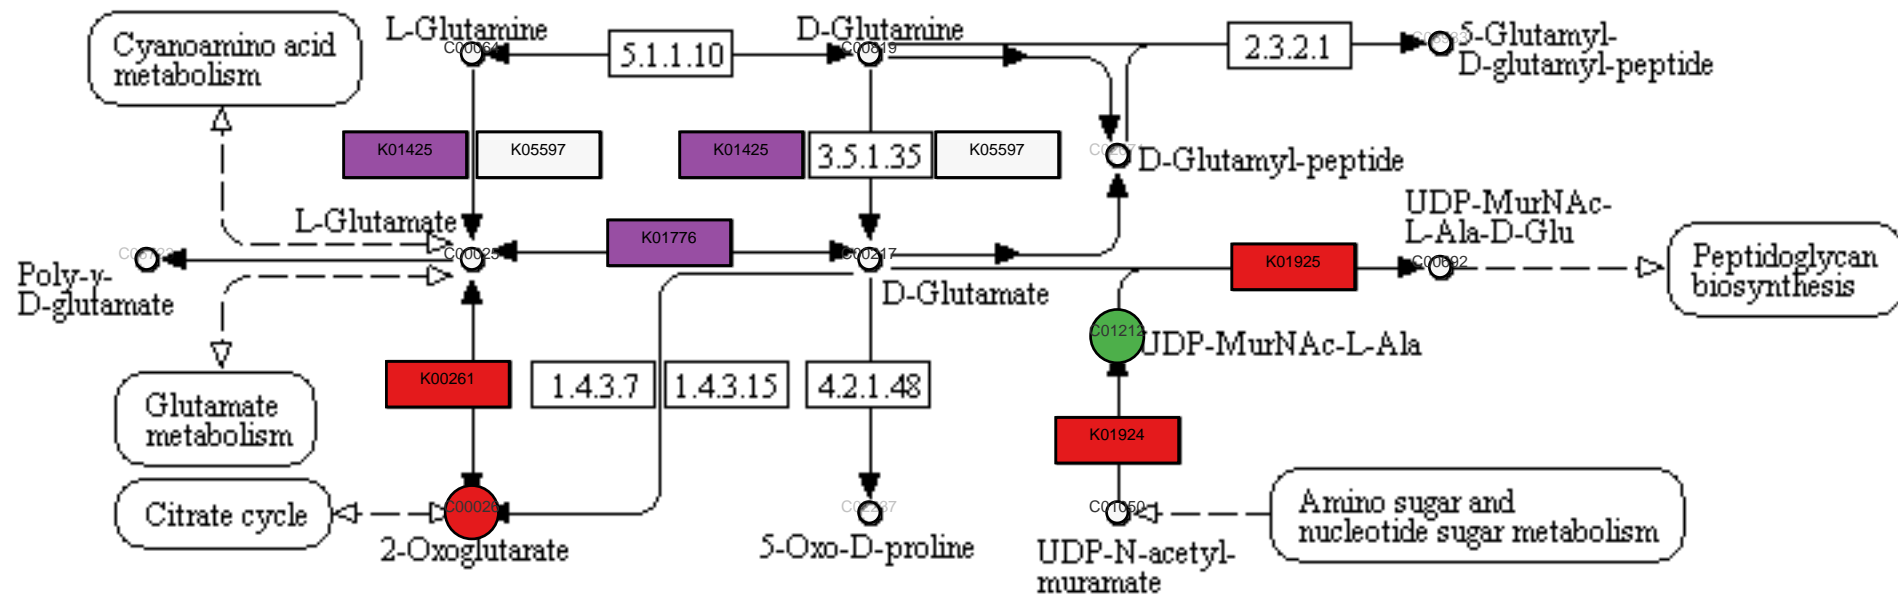 Cyanoamino acid
metabolism
L-Glutamine
C00064
5.1.1.10
D-Glutamine
C00819
2.3.2.1
5-Glutamyl-
D-glutamyl-peptide
K01425
K05597
K01425
3.5.1.35
K05597
D-Glutamyl-peptide
L-Glutamate
C00025
K01776
C00217
D-Glutamate
UDP-MurNAc-
L-Ala-D-Glu
K01925
C00692
Peptidoglycan
biosynthesis
Poly-γ-
D-glutamate
C01212
UDP-MurNAc-L-Ala
K00261
1.4.3.7
1.4.3.15
4.2.1.48
Glutamate
metabolism
K01924
Citrate cycle
C00026
2-Oxoglutarate
C02237
5-Oxo-D-proline
C01050
UDP-N-acetyl-
muramate
Amino sugar and
nucleotide sugar metabolism